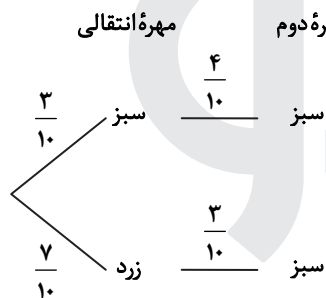 مهرهٔ انتقالی رهٔ دوم
۴
۱۰
۳
۱۰
سبز سبز
۳
۱۰
۷
۱۰
زرد سبز